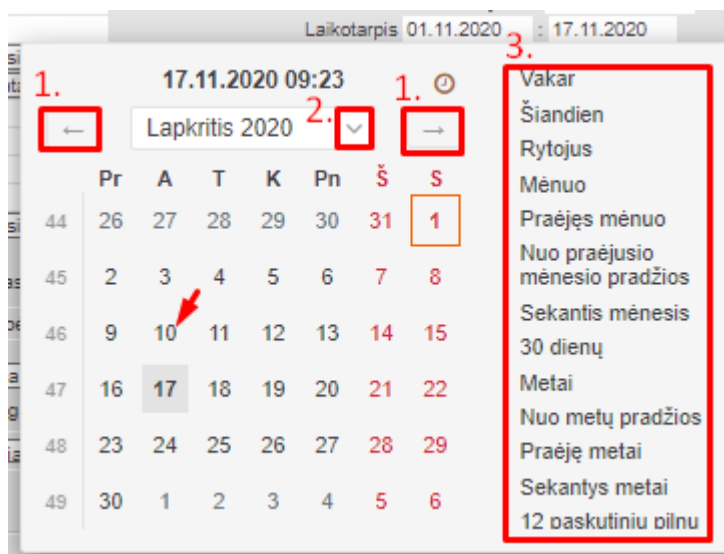 Laikotarpis 01.11.2020 : 17.11.2020
3.
1.
17.11.2020 09:23
1.
← Lapkritis 2020 2. →
Pr A T K Pn Š S
44 26 27 28 29 30 31 1
45 2 3 4 5 6 7 8
46 9 10 11 12 13 14 15
47 16 17 18 19 20 21 22
48 23 24 25 26 27 28 29
49 30 1 2 3 4 5 6
Vakar
Šiandien
Rytojus
Mėnuo
Praėjęs mėnuo
Nuo praėjusio
mėnesio pradžios
Sekantis mėnesis
30 dienų
Metai
Nuo metų pradžios
Praėję metai
Sekantys metai
12 paskutinių pilnų